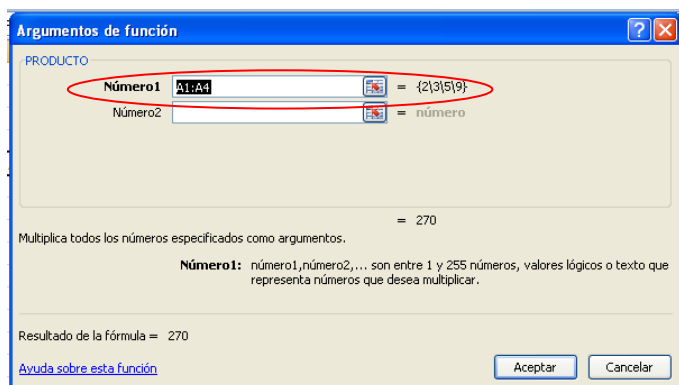 Argumentos de función
PRODUCTO
Número1 A1:A4 = {2\3\5\9}
Número2 = número
= 270
Multiplica todos los números especificados como argumentos.
Número1: número1,número2,... son entre 1 y 255 números, valores lógicos o texto que
representa números que desea multiplicar.
Resultado de la fórmula = 270
Ayuda sobre esta función
Aceptar
Cancelar